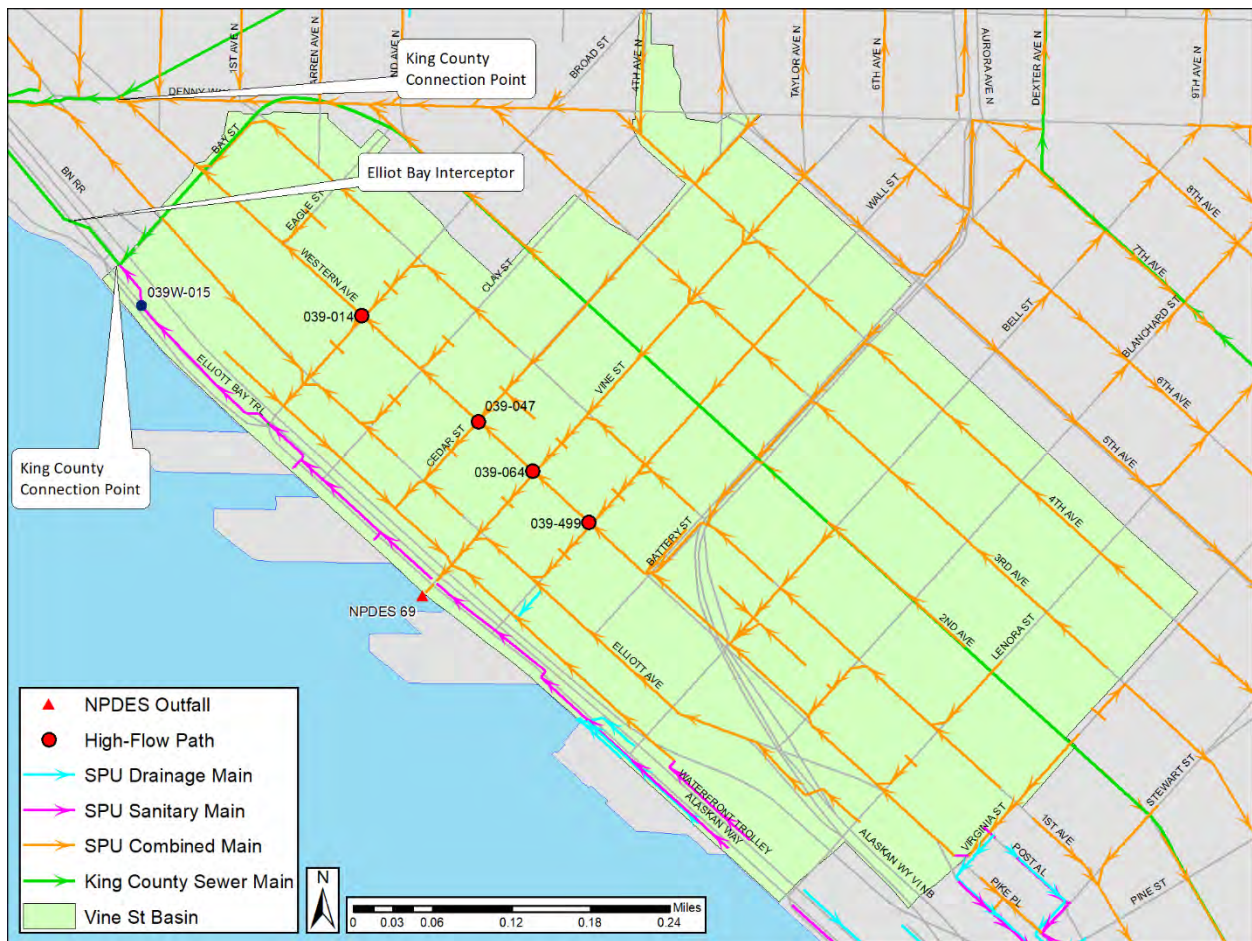 1ST AVE N
ARREN AVE N
ND AVE N
BROAD ST
4TH AVE N
TAYLOR AVE N
6TH AVE N
AURORA AVE N
DEXTER AVE N
9TH AVE N
King County
Connection Point
DENNY W
BAY ST
BN RR
Elliot Bay Interceptor
EAGLE ST
WALL ST
8TH AVE
7TH AVE
WESTERN AVE
CLAY ST
039W-015
039-014
BELL ST
BLANCHARD ST
6TH AVE
VINE ST
ELLIOTT BAY TRL
039-047
CEDAR ST
5TH AVE
King County
Connection Point
039-064
4TH AVE
039-499
BATTERY ST
3RD AVE
NPDES 69
2ND AVE
LENORA ST
ELLIOTT AVE
STEWART ST
WATERFRONT TROLLEY
ALASKAN WAY
VIRGINIA ST
1ST AVE
ALASKAN WY VI NB
POST AL
PIKE PL
PINE ST
NPDES Outfall
High-Flow Path
SPU Drainage Main
SPU Sanitary Main
SPU Combined Main
King County Sewer Main
Vine St Basin
N
Miles
0 0.03 0.06 0.12 0.18 0.24